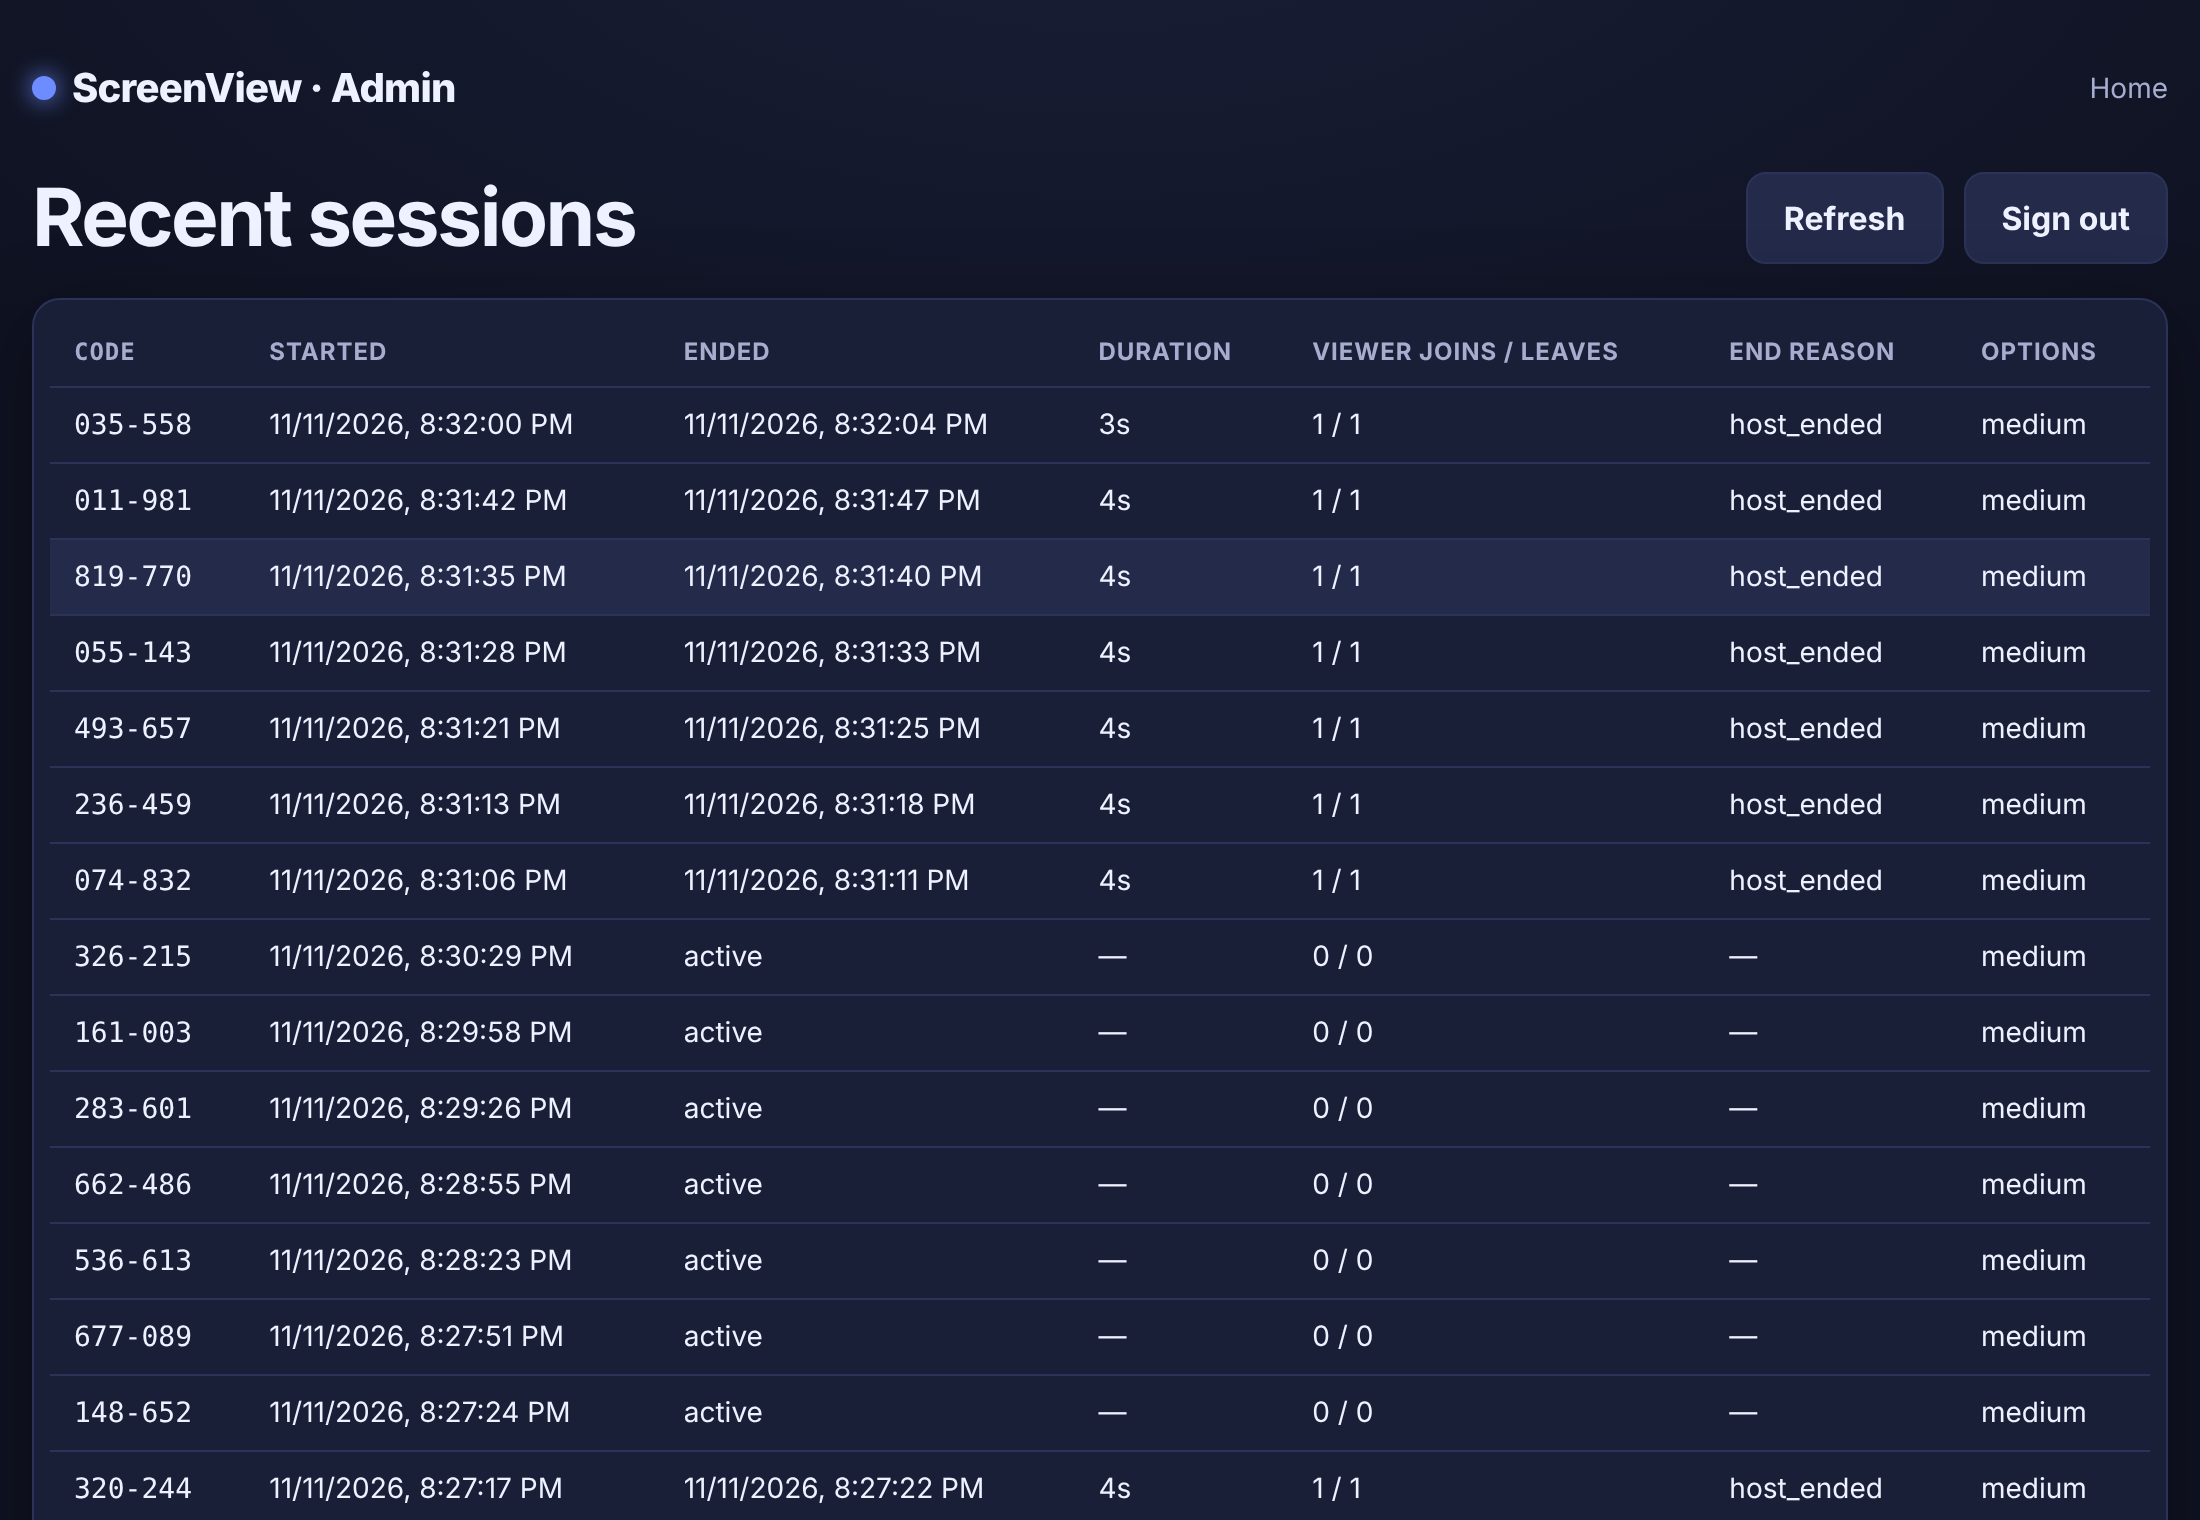 ScreenView · Admin
Home
Recent sessions
Refresh
Sign out
CODE STARTED ENDED DURATION VIEWER JOINS / LEAVES END REASON OPTIONS
035-558 11/11/2026, 8:32:00 PM 11/11/2026, 8:32:04 PM 3s 1 / 1 host_ended medium
011-981 11/11/2026, 8:31:42 PM 11/11/2026, 8:31:47 PM 4s 1 / 1 host_ended medium
819-770 11/11/2026, 8:31:35 PM 11/11/2026, 8:31:40 PM 4s 1 / 1 host_ended medium
055-143 11/11/2026, 8:31:28 PM 11/11/2026, 8:31:33 PM 4s 1 / 1 host_ended medium
493-657 11/11/2026, 8:31:21 PM 11/11/2026, 8:31:25 PM 4s 1 / 1 host_ended medium
236-459 11/11/2026, 8:31:13 PM 11/11/2026, 8:31:18 PM 4s 1 / 1 host_ended medium
074-832 11/11/2026, 8:31:06 PM 11/11/2026, 8:31:11 PM 4s 1 / 1 host_ended medium
326-215 11/11/2026, 8:30:29 PM active — 0 / 0 — medium
161-003 11/11/2026, 8:29:58 PM active — 0 / 0 — medium
283-601 11/11/2026, 8:29:26 PM active — 0 / 0 — medium
662-486 11/11/2026, 8:28:55 PM active — 0 / 0 — medium
536-613 11/11/2026, 8:28:23 PM active — 0 / 0 — medium
677-089 11/11/2026, 8:27:51 PM active — 0 / 0 — medium
148-652 11/11/2026, 8:27:24 PM active — 0 / 0 — medium
320-244 11/11/2026, 8:27:17 PM 11/11/2026, 8:27:22 PM 4s 1 / 1 host_ended medium